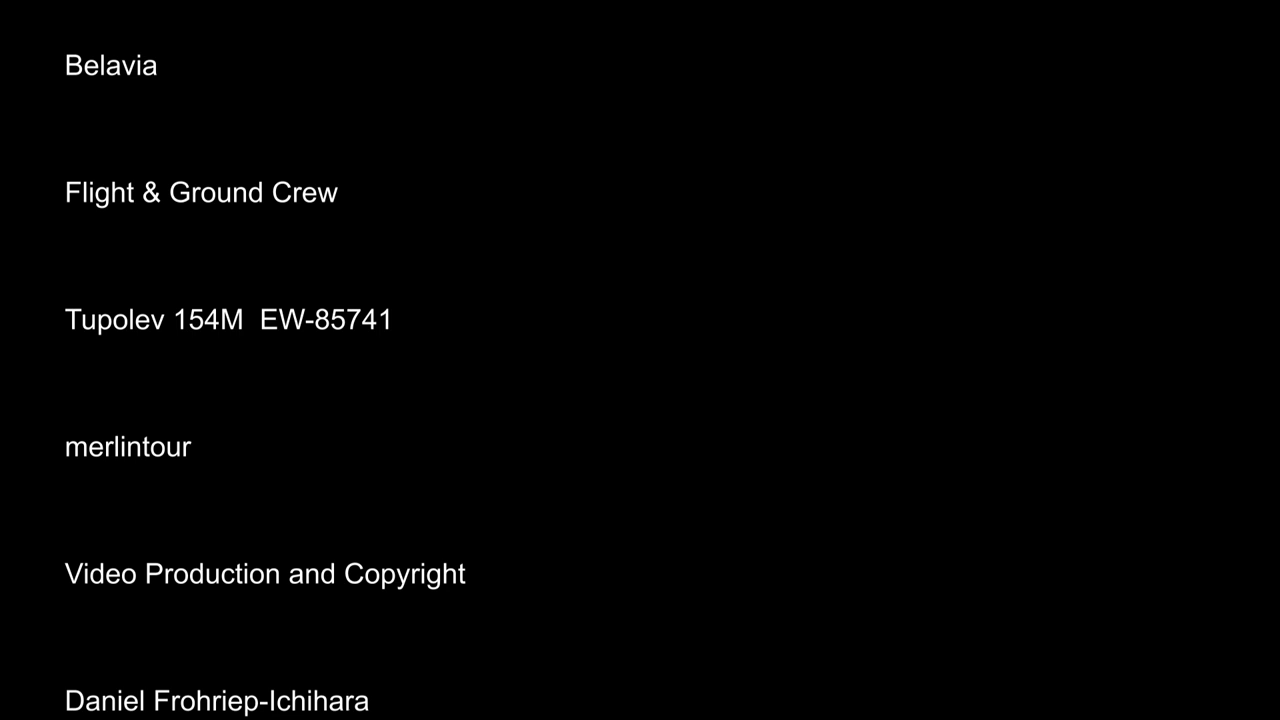 Belavia
Flight & Ground Crew
Tupolev 154M  EW-85741
merlintour
Video Production and Copyright
Daniel Frohriep-Ichihara